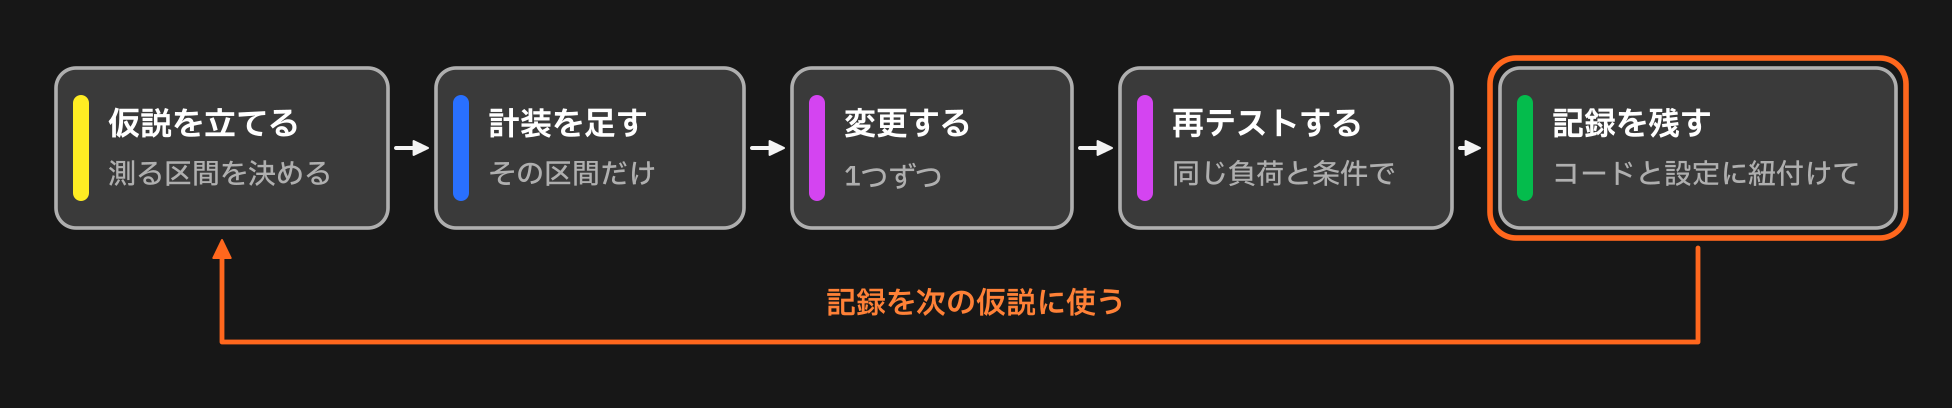 仮説を立てる
測る区間を決める
計装を足す
その区間だけ
変更する
1つずつ
再テストする
同じ負荷と条件で
記録を残す
コードと設定に紐付けて
記録を次の仮説に使う